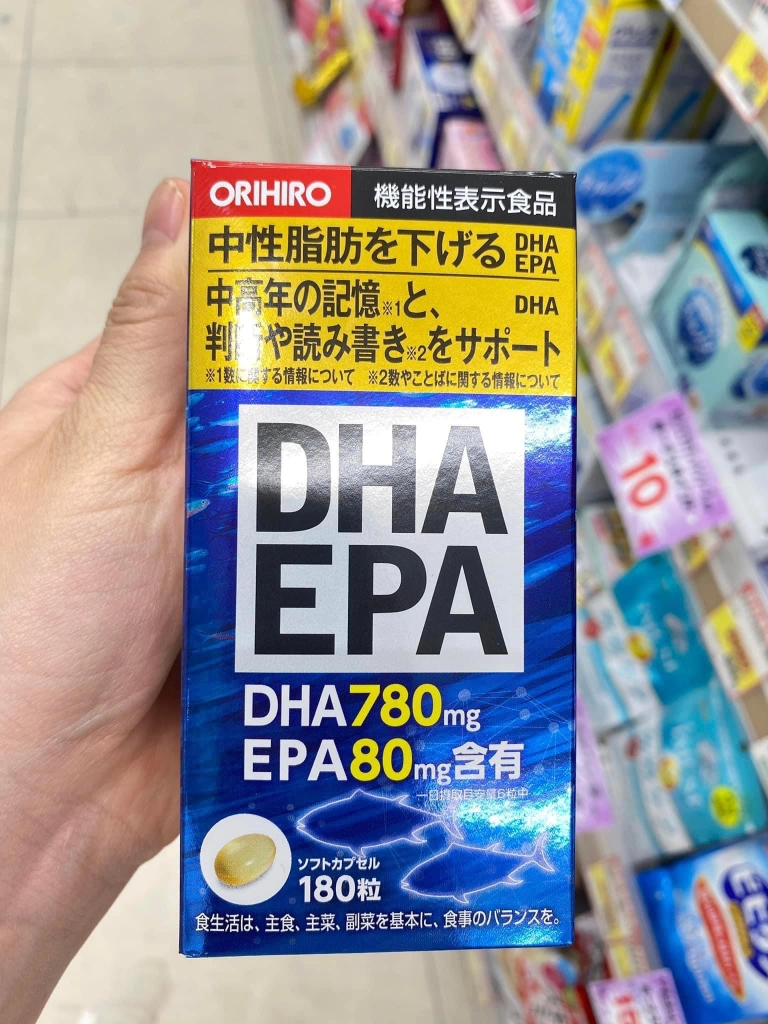 ORIHIRO 機能性表示食品
中性脂肪を下げる DHA EPA
中高年の記憶※1と、 DHA
判断や読み書き※2をサポート
※1数に関する情報について ※2数やことばに関する情報について
DHA
EPA
DHA780mg
EPA80mg含有
一日摂取目安量6粒中
ソフトカプセル
180粒
食生活は、主食、主菜、副菜を基本に、食事のバランスを。
10